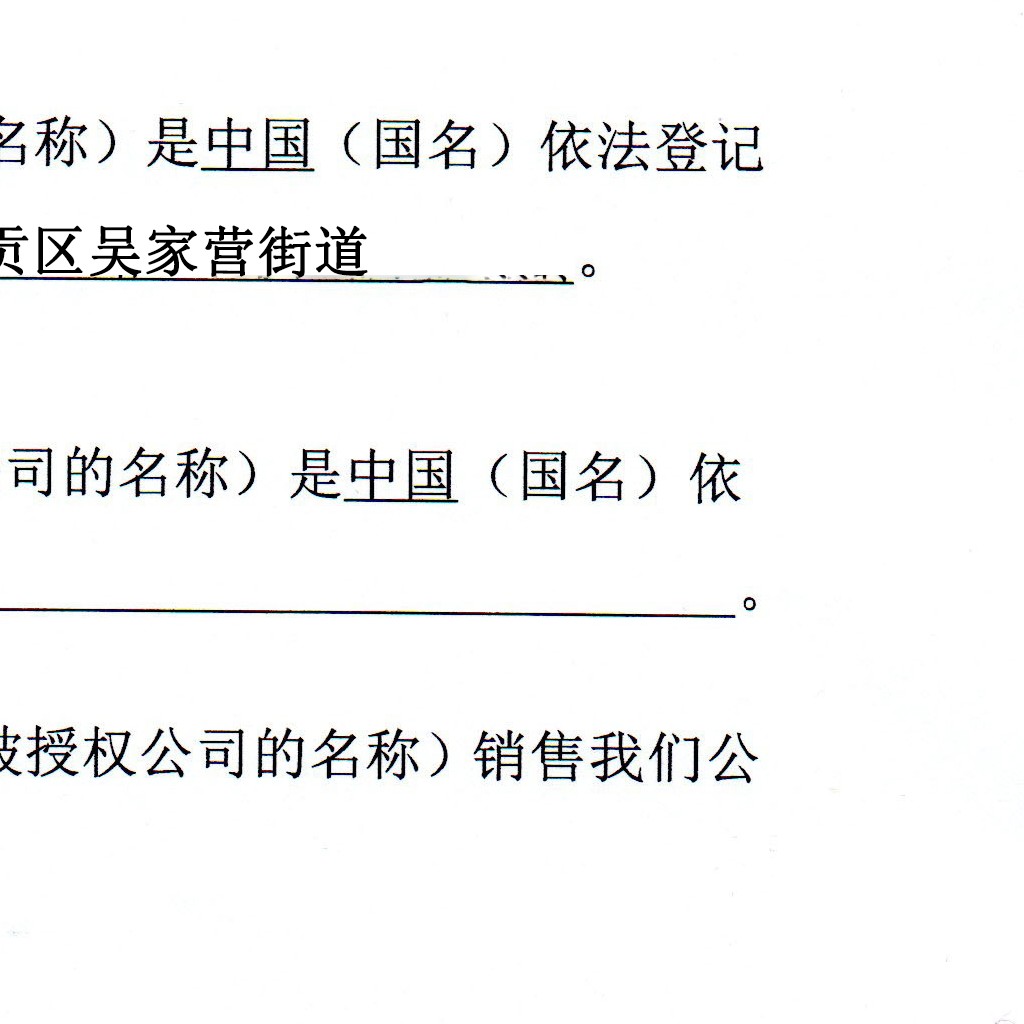 名称）是中国（国名）依法登记
贡区吴家营街道。
司的名称）是中国（国名）依
。
被授权公司的名称）销售我们公